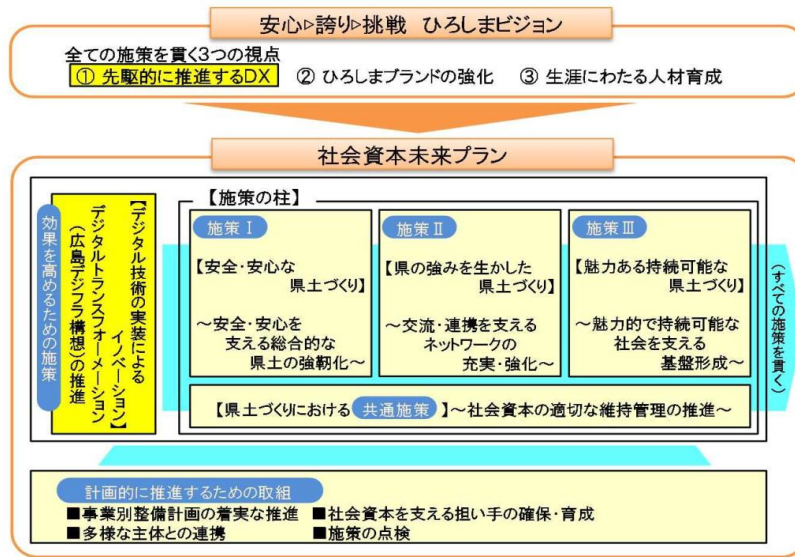 安心▷誇り▷挑戦 ひろしまビジョン
全ての施策を貫く3つの視点
① 先駆的に推進するDX ② ひろしまブランドの強化 ③ 生涯にわたる人材育成
社会資本未来プラン
効果を高めるための施策
【デジタル技術の実装による
イノベーション】
デジタルトランスフォーメーション
(広島デジフラ構想)の推進
【施策の柱】
施策Ⅰ
【安全・安心な
県土づくり】
~安全・安心を
支える総合的な
県土の強靭化~
施策Ⅱ
【県の強みを生かした
県土づくり】
~交流・連携を支える
ネットワークの
充実・強化~
施策Ⅲ
【魅力ある持続可能な
県土づくり】
~魅力的で持続可能な
社会を支える
基盤形成~
(すべての施策を貫く)
【県土づくりにおける 共通施策 】~社会資本の適切な維持管理の推進~
計画的に推進するための取組
■事業別整備計画の着実な推進 ■社会資本を支える担い手の確保・育成
■多様な主体との連携 ■施策の点検